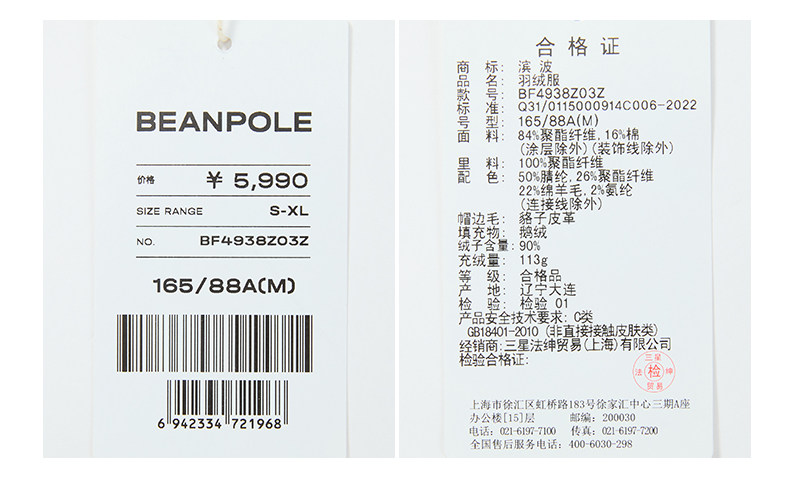 BEANPOLE
价格 ￥ 5,990
SIZE RANGE S-XL
NO. BF4938Z03Z
165/88A(M)
6 942334 721968
合格证
商 标: 滨 波
品 名: 羽绒服
款 号: BF4938Z03Z
标 准: Q31/0115000914C006-2022
号 型: 165/88A(M)
面 料: 84%聚酯纤维,16%棉
(涂层除外)(装饰线除外)
里 料: 100%聚酯纤维
配 色: 50%腈纶,26%聚酯纤维
22%绵羊毛,2%氨纶
(连接线除外)
帽边毛: 貉子皮革
填充物: 鹅绒
绒子含量: 90%
充绒量: 113g
等 级: 合格品
产 地: 辽宁大连
检 验: 检验 01
产品安全技术要求: C类
GB18401-2010 (非直接接触皮肤类)
经销商:三星法绅贸易(上海)有限公司
检验合格证:
三星
法 检 绅
贸易
上海市徐汇区虹桥路183号徐家汇中心三期A座
办公楼[15]层 邮编: 200030
电话: 021-6197-7100 传真: 021-6197-7200
全国售后服务电话: 400-6030-298